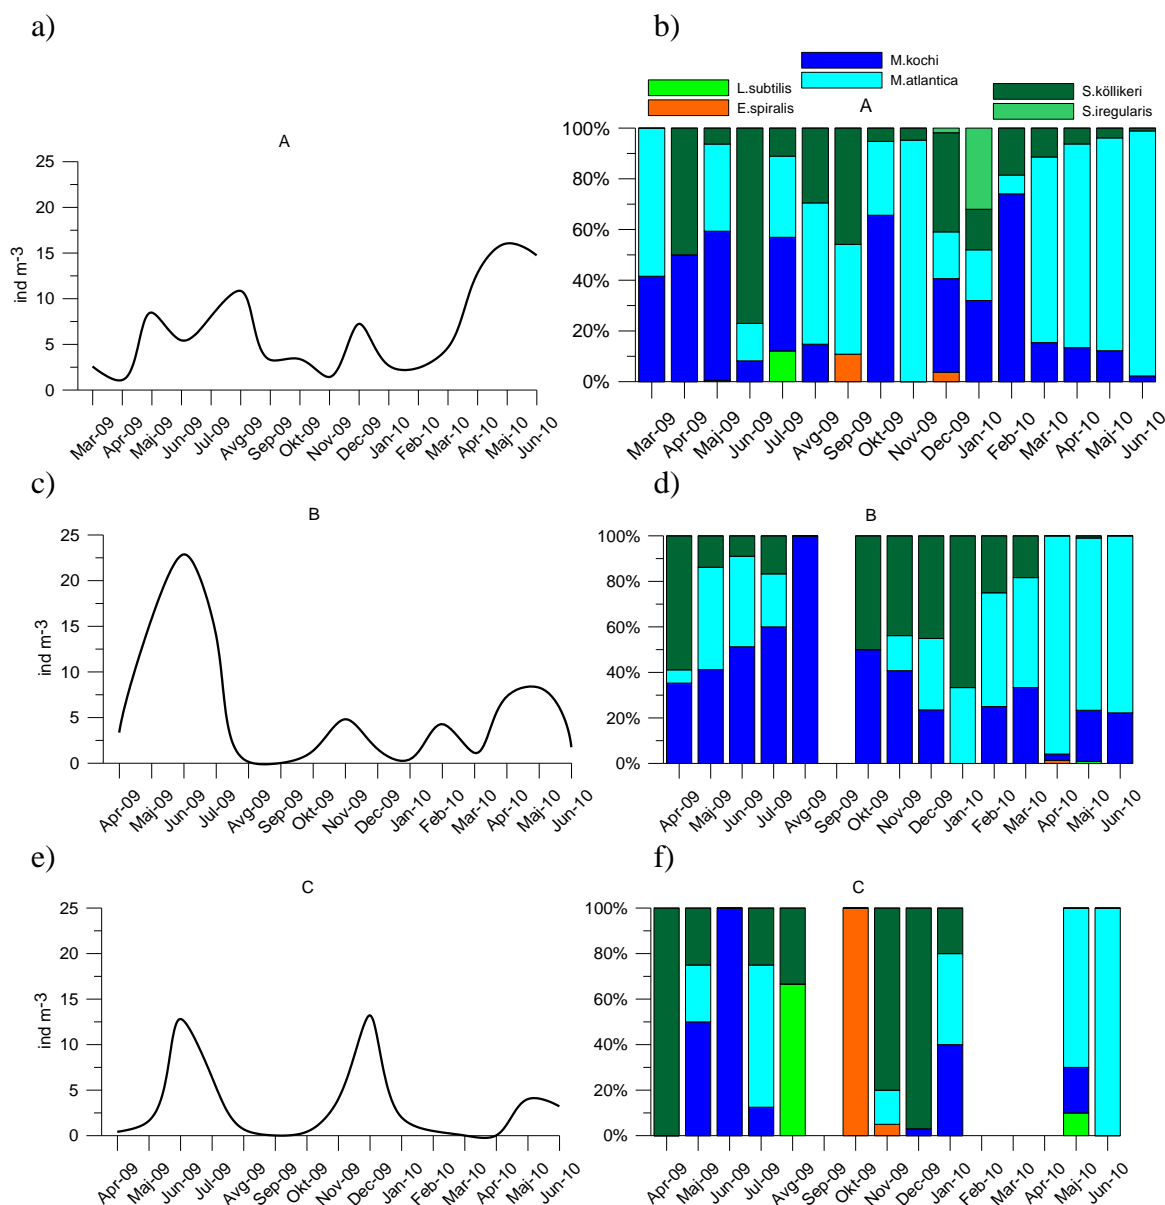 a)
b)
M.kochi
M.atlantica
L.subtilis
E.spiralis
S.köllikeri
S.iregularis
A
25
20
15
10
5
0
ind m-3
Mar-09
Apr-09
Maj-09
Jun-09
Jul-09
Avg-09
Sep-09
Okt-09
Nov-09
Dec-09
Jan-10
Feb-10
Mar-10
Apr-10
Maj-10
Jun-10
A
100%
80%
60%
40%
20%
0%
Mar-09
Apr-09
Maj-09
Jun-09
Jul-09
Avg-09
Sep-09
Okt-09
Nov-09
Dec-09
Jan-10
Feb-10
Mar-10
Apr-10
Maj-10
Jun-10
c)
B
25
20
15
10
5
0
ind m-3
Apr-09
Maj-09
Jun-09
Jul-09
Avg-09
Sep-09
Okt-09
Nov-09
Dec-09
Jan-10
Feb-10
Mar-10
Apr-10
Maj-10
Jun-10
d)
B
100%
80%
60%
40%
20%
0%
Apr-09
Maj-09
Jun-09
Jul-09
Avg-09
Sep-09
Okt-09
Nov-09
Dec-09
Jan-10
Feb-10
Mar-10
Apr-10
Maj-10
Jun-10
e)
C
25
20
15
10
5
0
ind m-3
Apr-09
Maj-09
Jun-09
Jul-09
Avg-09
Sep-09
Okt-09
Nov-09
Dec-09
Jan-10
Feb-10
Mar-10
Apr-10
Maj-10
Jun-10
f)
C
100%
80%
60%
40%
20%
0%
Apr-09
Maj-09
Jun-09
Jul-09
Avg-09
Sep-09
Okt-09
Nov-09
Dec-09
Jan-10
Feb-10
Mar-10
Apr-10
Maj-10
Jun-10